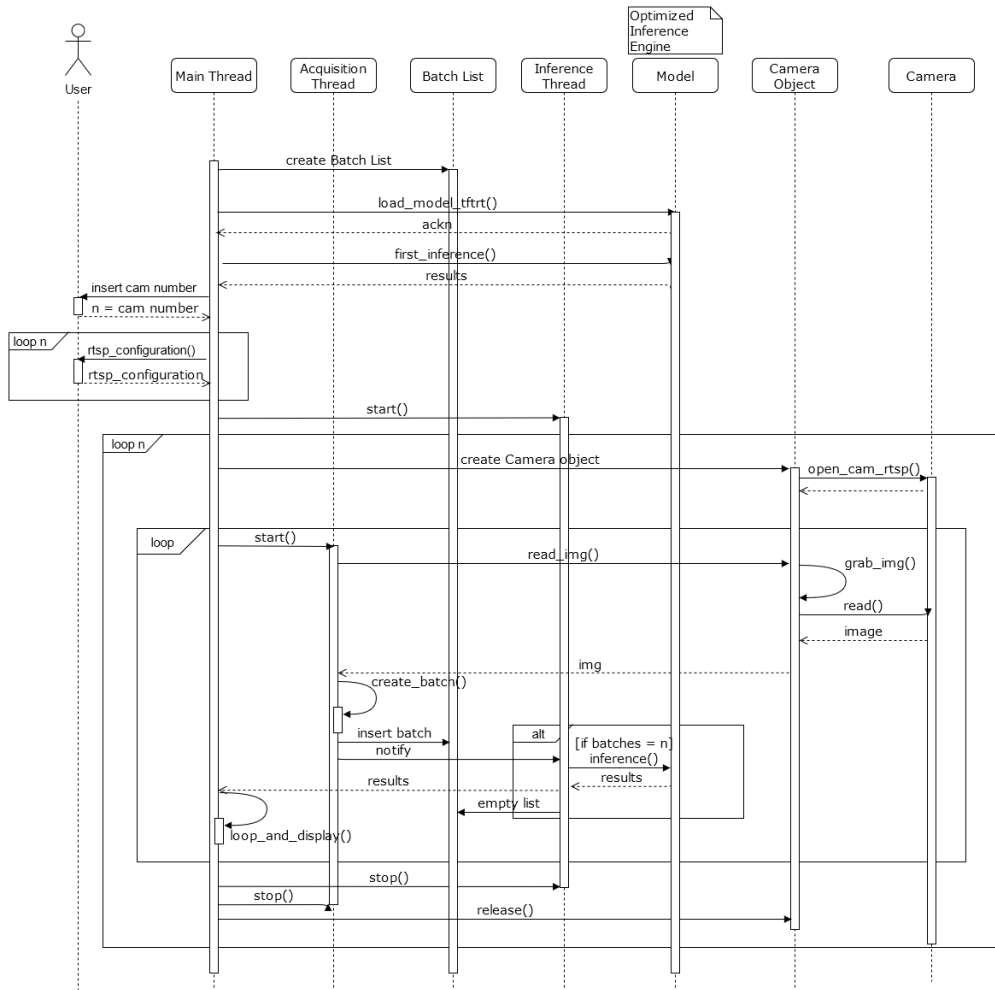 Optimized
Inference
Engine
User
Main Thread
Acquisition
Thread
Batch List
Inference
Thread
Model
Camera
Object
Camera
create Batch List
load_model_tftrt()
ackn
first_inference()
results
insert cam number
n = cam number
loop n
rtsp_configuration()
rtsp_configuration
start()
loop n
create Camera object
open_cam_rtsp()
loop
start()
read_img()
grab_img()
read()
image
img
create_batch()
insert batch
alt
[if batches = n]
notify
inference()
results
results
empty list
loop_and_display()
stop()
stop()
release()